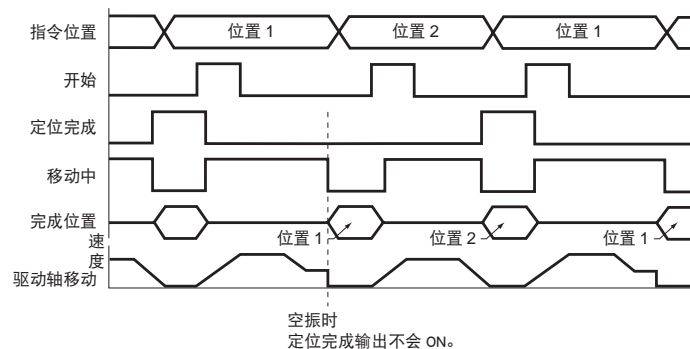 指令位置
位置 1
位置 2
位置 1
开始
定位完成
移动中
完成位置
位置 1
位置 2
位置 1
速
度
驱动轴移动
空振时
定位完成输出不会 ON。